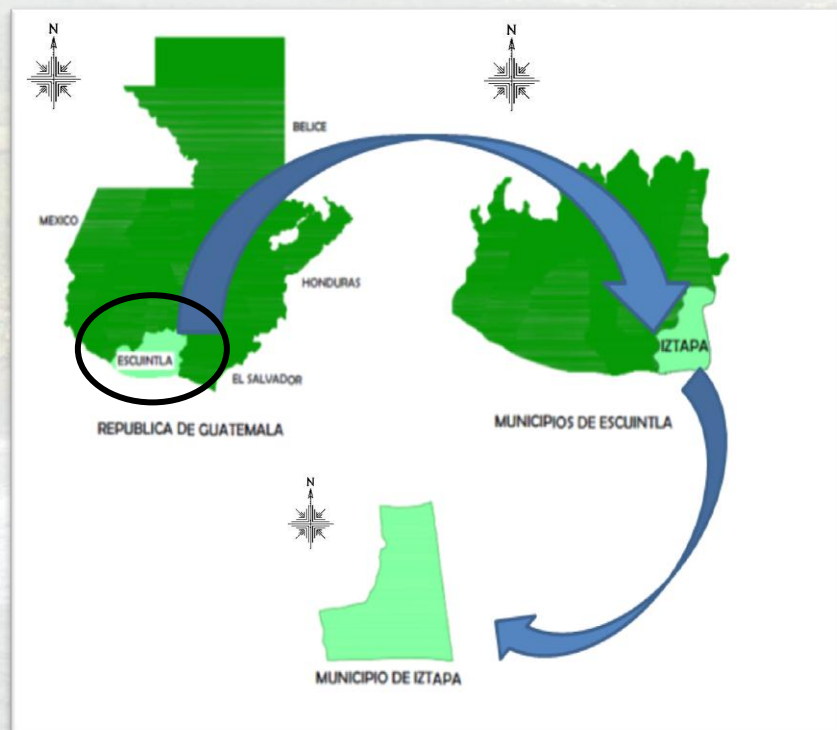 N
N
BELICE
MEXICO
HONDURAS
ESCUINTLA
EL SALVADOR
REPUBLICA DE GUATEMALA
IZTAPA
MUNICIPIOS DE ESCUINTLA
N
MUNICIPIO DE IZTAPA